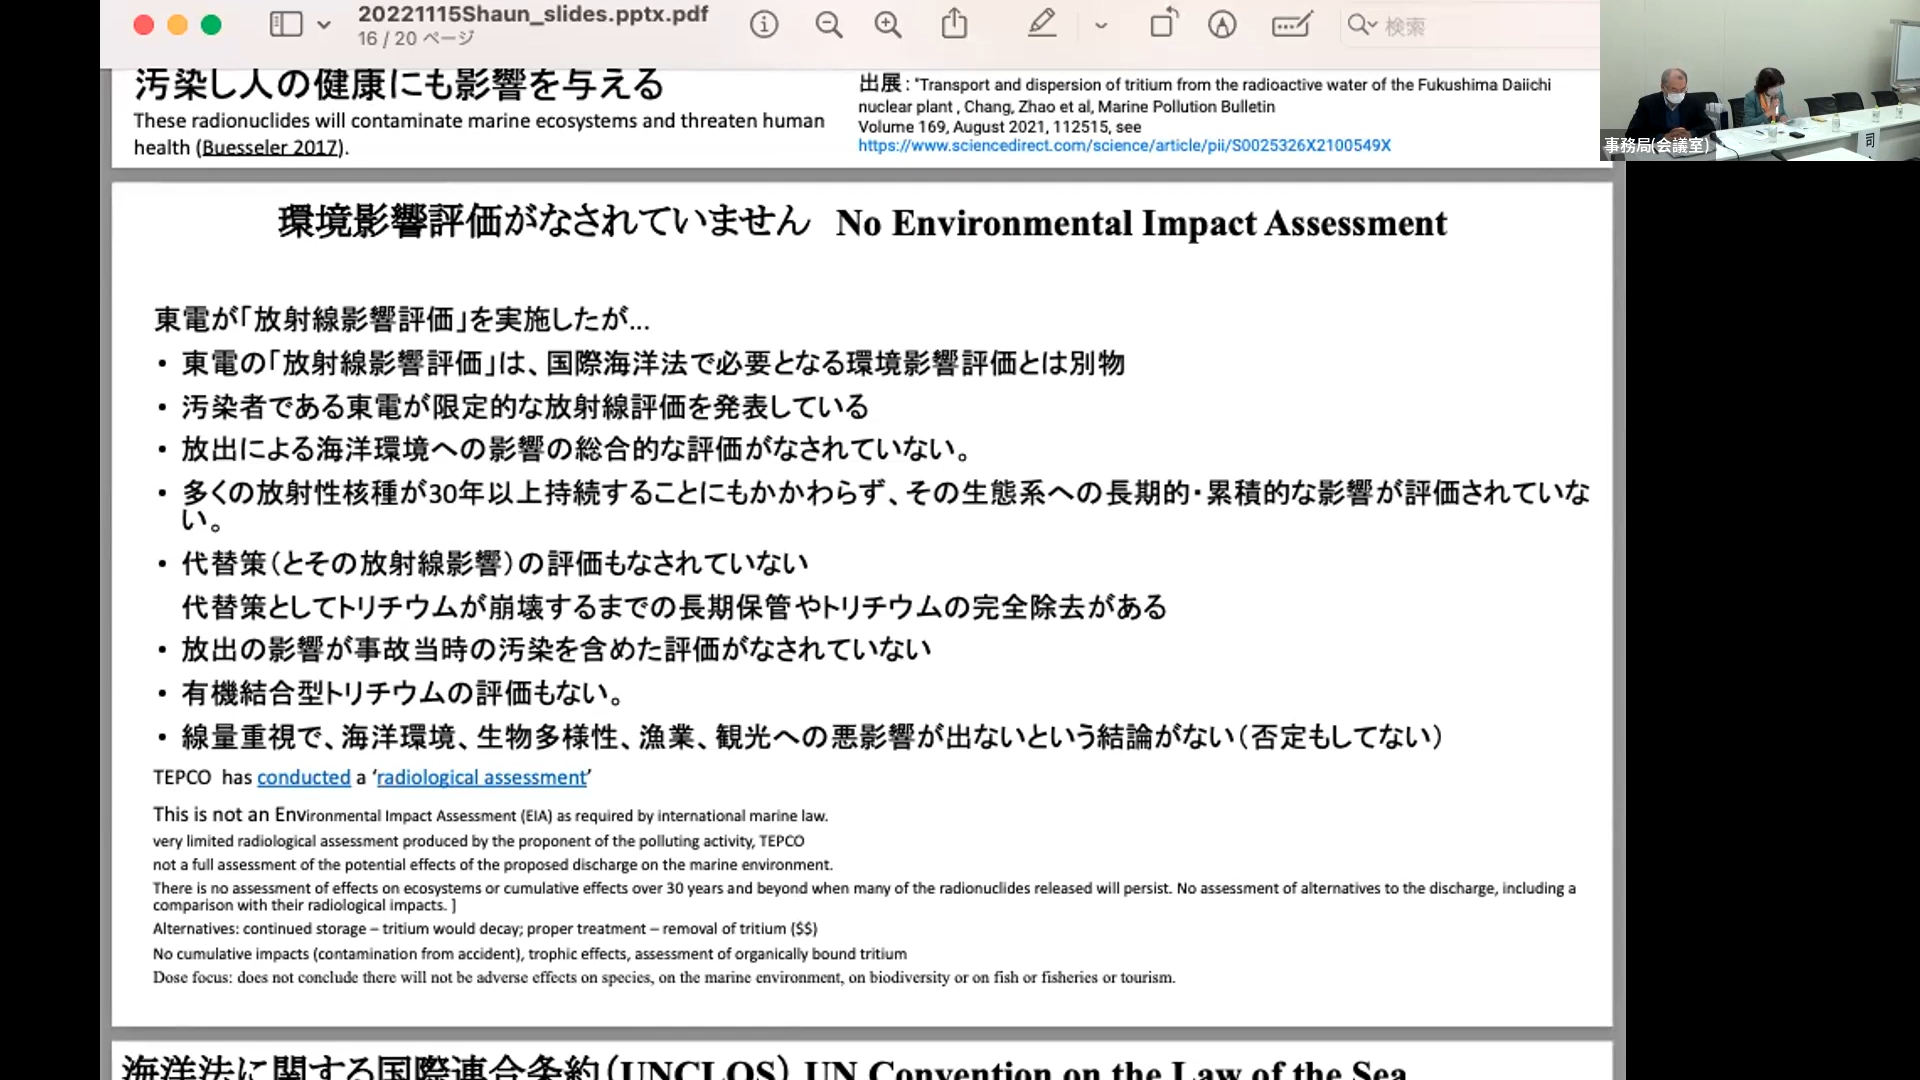 20221115Shaun_slides.pptx.pdf
16 / 20 ページ
検索
汚染し人の健康にも影響を与える
These radionuclides will contaminate marine ecosystems and threaten human
health (Buesseler 2017).
出展 : "Transport and dispersion of tritium from the radioactive water of the Fukushima Daiichi
nuclear plant , Chang, Zhao et al, Marine Pollution Bulletin
Volume 169, August 2021, 112515, see
https://www.sciencedirect.com/science/article/pii/S0025326X2100549X
事務局(会議室)
司
環境影響評価がなされていません No Environmental Impact Assessment
東電が「放射線影響評価」を実施したが...
• 東電の「放射線影響評価」は、国際海洋法で必要となる環境影響評価とは別物
• 汚染者である東電が限定的な放射線評価を発表している
• 放出による海洋環境への影響の総合的な評価がなされていない。
• 多くの放射性核種が30年以上持続することにもかかわらず、その生態系への長期的・累積的な影響が評価されていな
い。
• 代替策（とその放射線影響）の評価もなされていない
代替策としてトリチウムが崩壊するまでの長期保管やトリチウムの完全除去がある
• 放出の影響が事故当時の汚染を含めた評価がなされていない
• 有機結合型トリチウムの評価もない。
• 線量重視で、海洋環境、生物多様性、漁業、観光への悪影響が出ないという結論がない（否定もしてない）
TEPCO has conducted a ‘radiological assessment’
This is not an Environmental Impact Assessment (EIA) as required by international marine law.
very limited radiological assessment produced by the proponent of the polluting activity, TEPCO
not a full assessment of the potential effects of the proposed discharge on the marine environment.
There is no assessment of effects on ecosystems or cumulative effects over 30 years and beyond when many of the radionuclides released will persist. No assessment of alternatives to the discharge, including a
comparison with their radiological impacts. ]
Alternatives: continued storage – tritium would decay; proper treatment – removal of tritium ($$)
No cumulative impacts (contamination from accident), trophic effects, assessment of organically bound tritium
Dose focus: does not conclude there will not be adverse effects on species, on the marine environment, on biodiversity or on fish or fisheries or tourism.
海洋法に関する国際連合条約（UNCLOS） UN Convention on the Law of the Sea